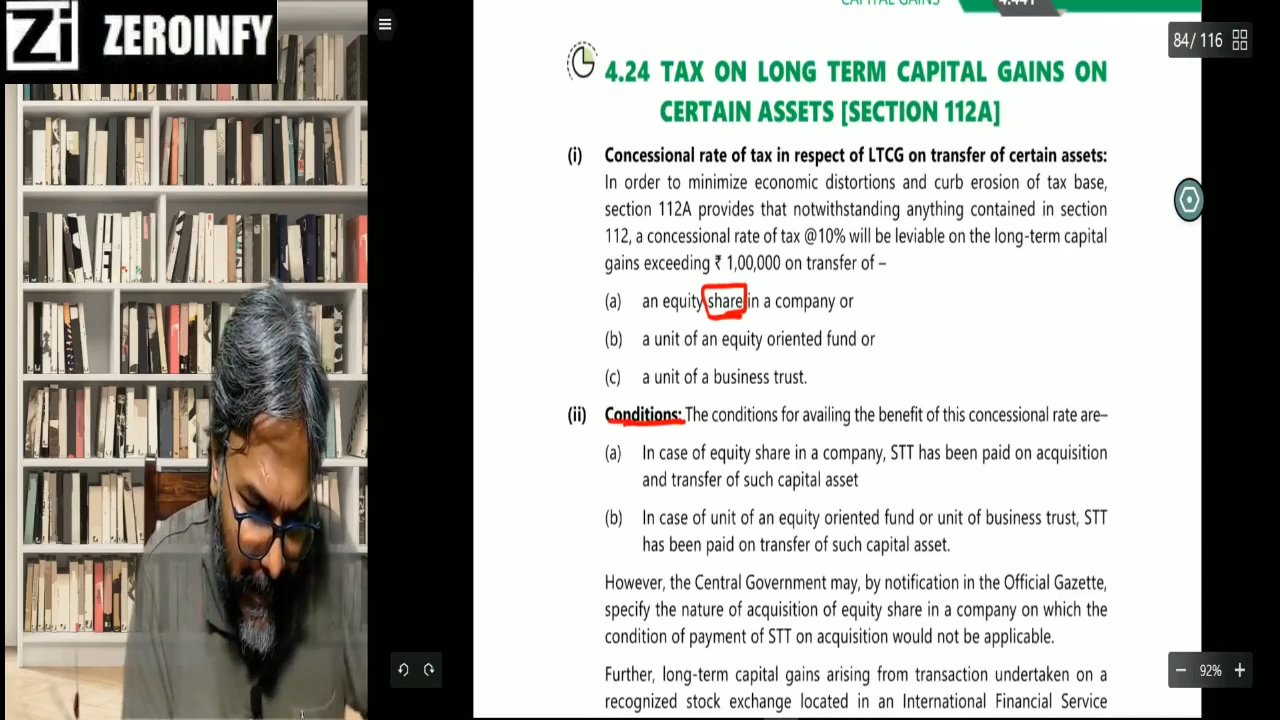 Zi ZEROINFY
CAPITAL GAINS 4.441
84/ 116
4.24 TAX ON LONG TERM CAPITAL GAINS ON
CERTAIN ASSETS [SECTION 112A]
(i) Concessional rate of tax in respect of LTCG on transfer of certain assets:
In order to minimize economic distortions and curb erosion of tax base,
section 112A provides that notwithstanding anything contained in section
112, a concessional rate of tax @10% will be leviable on the long-term capital
gains exceeding ₹ 1,00,000 on transfer of –
(a) an equity share in a company or
(b) a unit of an equity oriented fund or
(c) a unit of a business trust.
(ii) Conditions: The conditions for availing the benefit of this concessional rate are–
(a) In case of equity share in a company, STT has been paid on acquisition
and transfer of such capital asset
(b) In case of unit of an equity oriented fund or unit of business trust, STT
has been paid on transfer of such capital asset.
However, the Central Government may, by notification in the Official Gazette,
specify the nature of acquisition of equity share in a company on which the
condition of payment of STT on acquisition would not be applicable.
Further, long-term capital gains arising from transaction undertaken on a
recognized stock exchange located in an International Financial Service
− 92% +